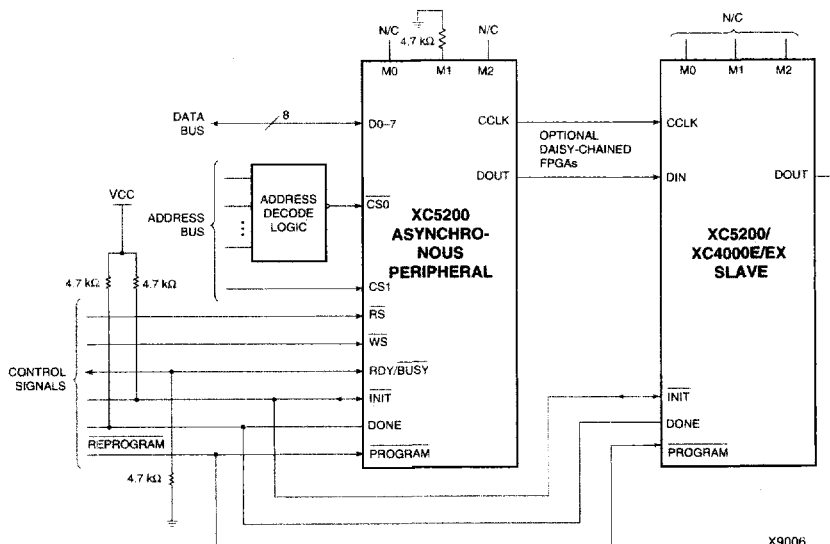 N/C
4.7 kΩ
N/C
M0 M1 M2
N/C
M0 M1 M2
DATA
BUS
8
D0–7
CCLK
OPTIONAL
DAISY-CHAINED
FPGAs
CCLK
DOUT
DIN
DOUT
VCC
ADDRESS
BUS
ADDRESS
DECODE
LOGIC
CS0
XC5200
ASYNCHRO-
NOUS
PERIPHERAL
XC5200/
XC4000E/EX
SLAVE
4.7 kΩ
4.7 kΩ
CS1
CONTROL
SIGNALS
RS
WS
RDY/BUSY
INIT
DONE
REPROGRAM
PROGRAM
4.7 kΩ
INIT
DONE
PROGRAM
X9006